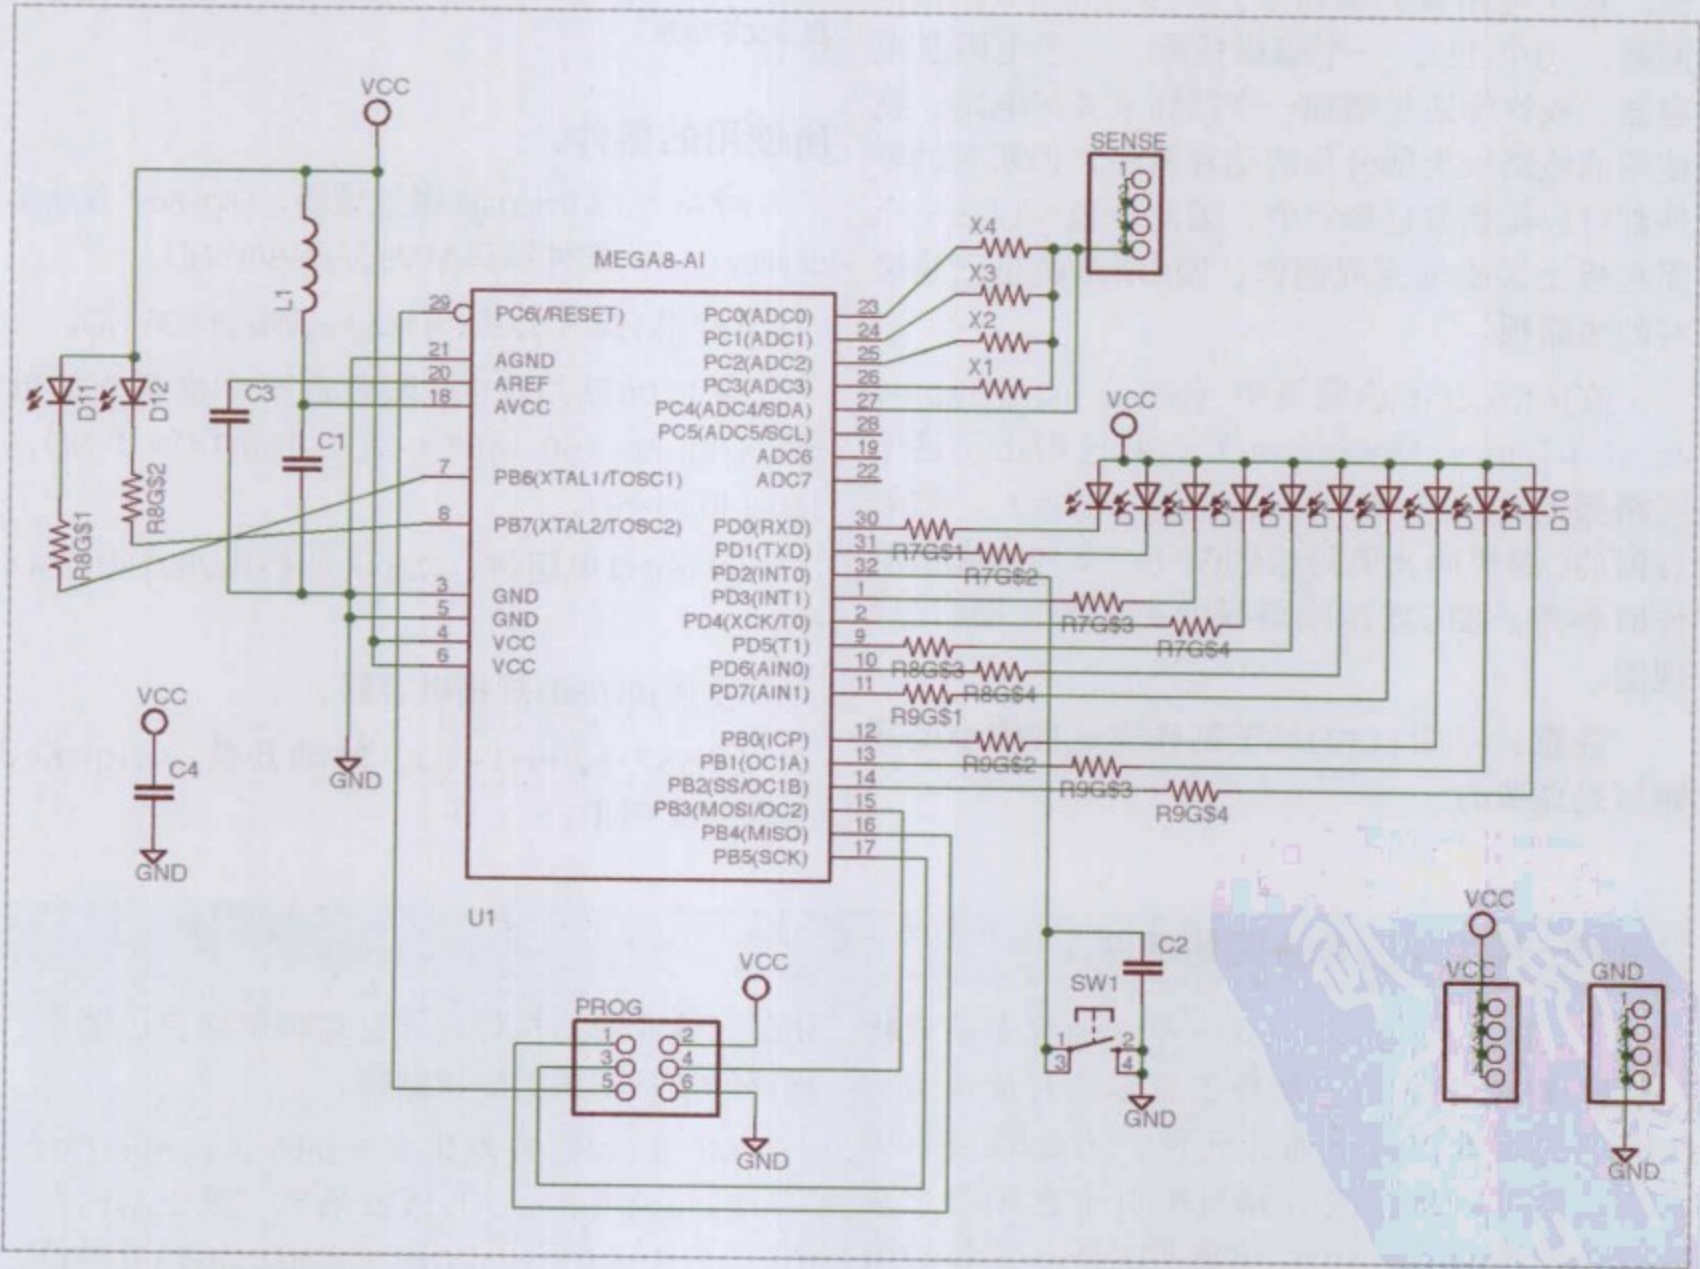 VCC
SENSE
1
4
X4
X3
X2
X1
MEGA8-AI
L1
29 PC6(/RESET)
21 AGND
20 AREF
18 AVCC
7 PB6(XTAL1/TOSC1)
8 PB7(XTAL2/TOSC2)
3 GND
5 GND
4 VCC
6 VCC
PC0(ADC0) 23
PC1(ADC1) 24
PC2(ADC2) 25
PC3(ADC3) 26
PC4(ADC4/SDA) 27
PC5(ADC5/SCL) 28
ADC6 19
ADC7 22
PD0(RXD) 30
PD1(TXD) 31
PD2(INT0) 32
PD3(INT1) 1
PD4(XCK/T0) 2
PD5(T1) 9
PD6(AIN0) 10
PD7(AIN1) 11
PB0(ICP) 12
PB1(OC1A) 13
PB2(SS/OC1B) 14
PB3(MOSI/OC2) 15
PB4(MISO) 16
PB5(SCK) 17
U1
D11
D12
C3
C1
R8G$2
R8G$1
VCC
D10
R7G$1
R7G$2
R7G$3
R7G$4
R8G$3
R8G$4
R9G$1
R9G$2
R9G$3
R9G$4
VCC
C4
GND
GND
PROG
1 2
3 4
5 6
VCC
GND
C2
SW1
1 2
3 4
GND
VCC
VCC
GND
GND